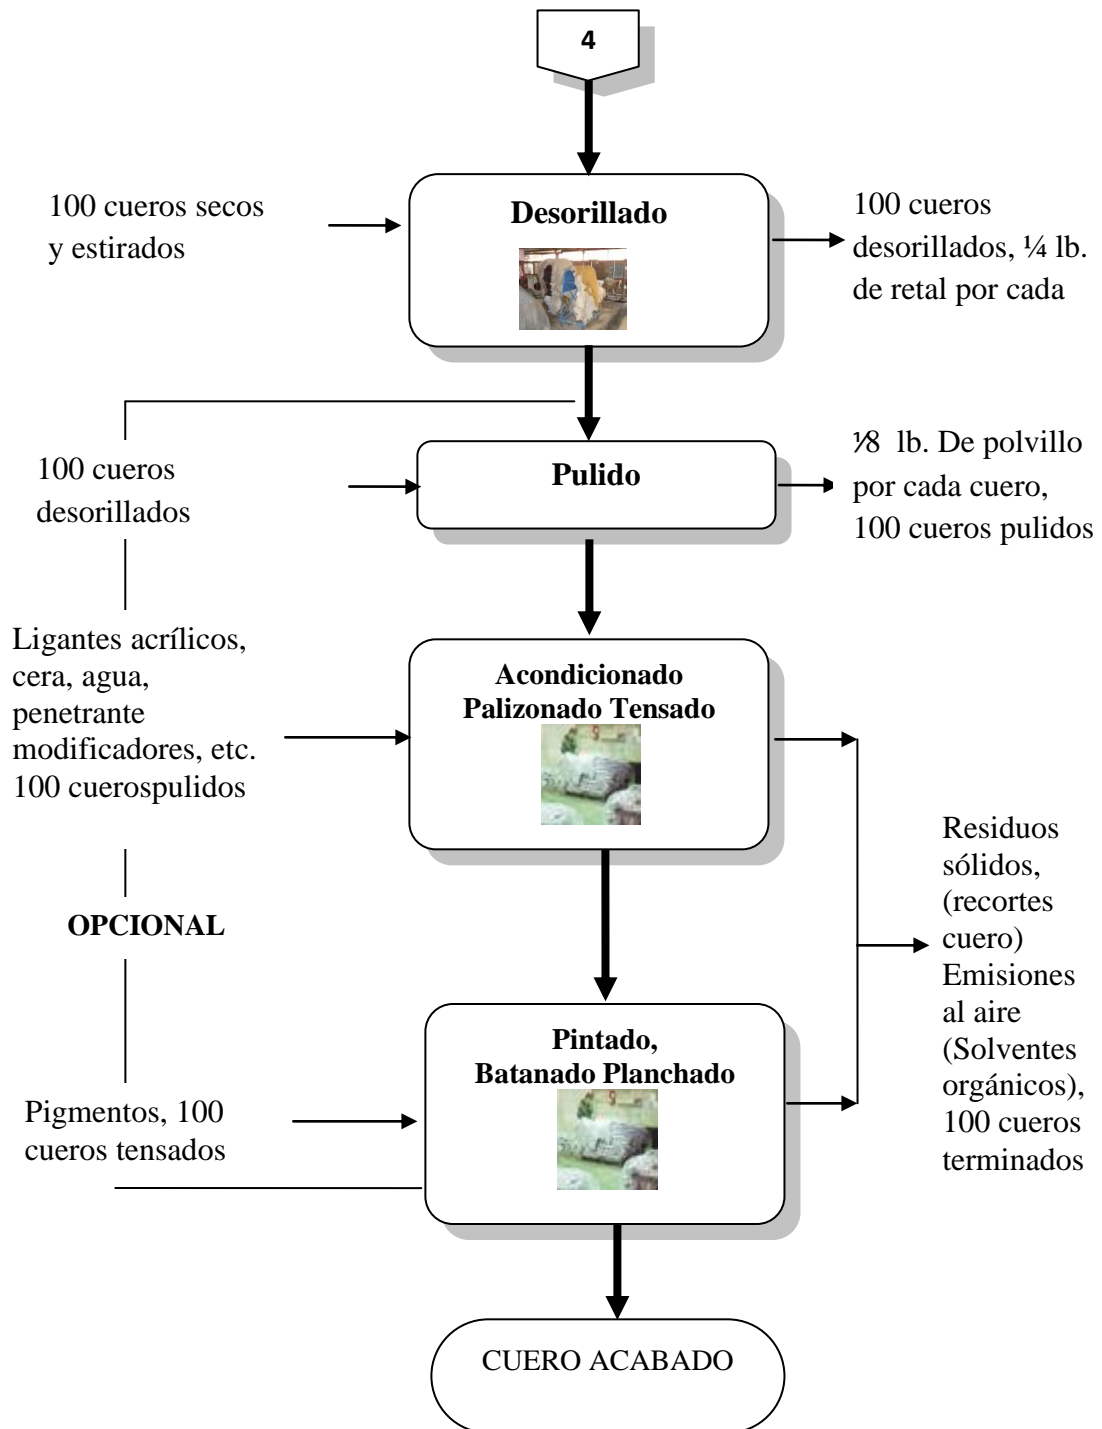 4
100 cueros secos
y estirados
Desorillado
100 cueros
desorillados, ¼ lb.
de retal por cada
100 cueros
desorillados
Pulido
⅛ lb. De polvillo
por cada cuero,
100 cueros pulidos
Ligantes acrílicos,
cera, agua,
penetrante
modificadores, etc.
100 cuerospulidos
Acondicionado
Palizonado Tensado
OPCIONAL
Residuos
sólidos,
(recortes
cuero)
Emisiones
al aire
(Solventes
orgánicos),
100 cueros
terminados
Pigmentos, 100
cueros tensados
Pintado,
Batanado Planchado
CUERO ACABADO